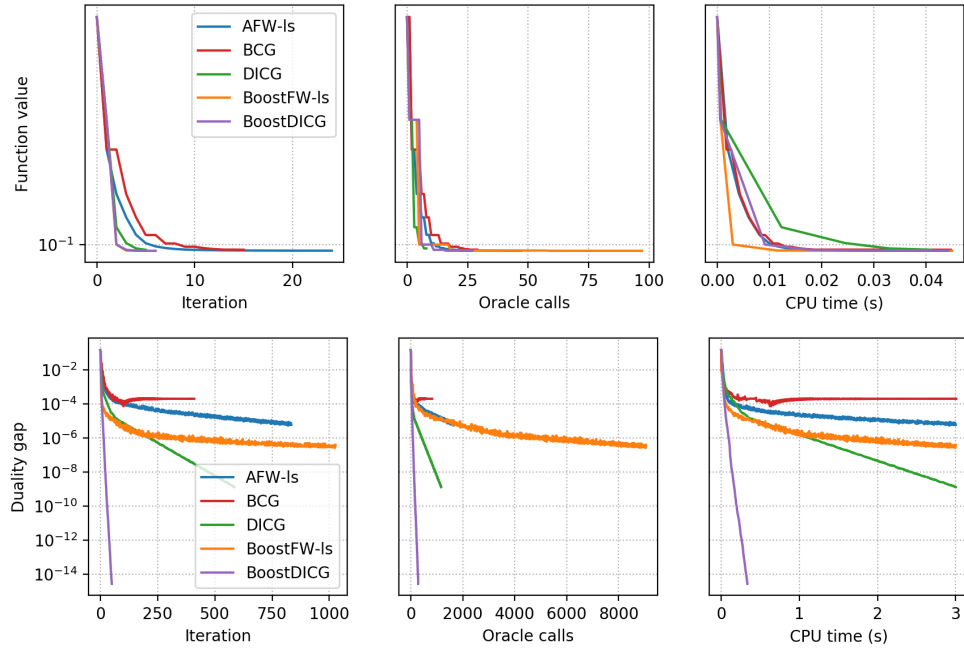 AFW-ls
BCG
DICG
BoostFW-ls
BoostDICG
Function value
10⁻¹
0 10 20
Iteration
0 25 50 75 100
Oracle calls
0.00 0.01 0.02 0.03 0.04
CPU time (s)
Duality gap
10⁻²
10⁻⁴
10⁻⁶
10⁻⁸
10⁻¹⁰
10⁻¹²
10⁻¹⁴
AFW-ls
BCG
DICG
BoostFW-ls
BoostDICG
0 250 500 750 1000
Iteration
0 2000 4000 6000 8000
Oracle calls
0 1 2 3
CPU time (s)